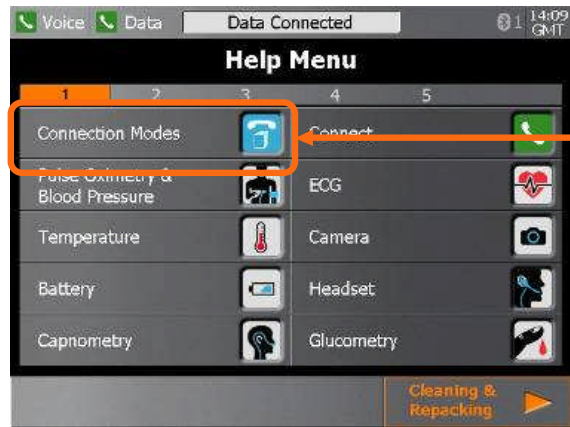 Voice Data Data Connected 1 14:09
GMT
Help Menu
1 2 3 4 5
Connection Modes Connect
Pulse Oximetry &
Blood Pressure ECG
Temperature Camera
Battery Headset
Capnometry Glucometry
Cleaning &
Repacking